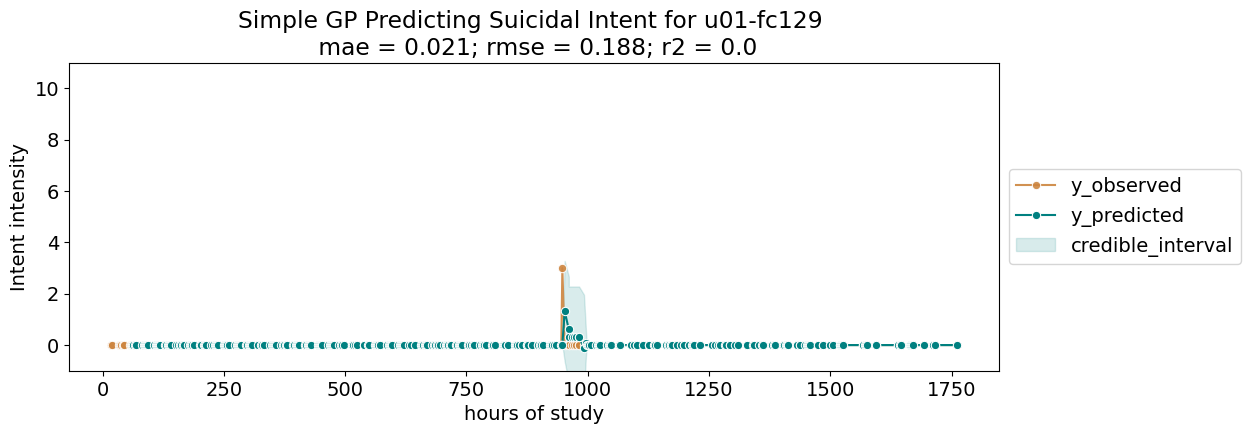 Simple GP Predicting Suicidal Intent for u01-fc129
mae = 0.021; rmse = 0.188; r2 = 0.0
Intent intensity
10
8
6
4
2
0
0 250 500 750 1000 1250 1500 1750
hours of study
y_observed
y_predicted
credible_interval